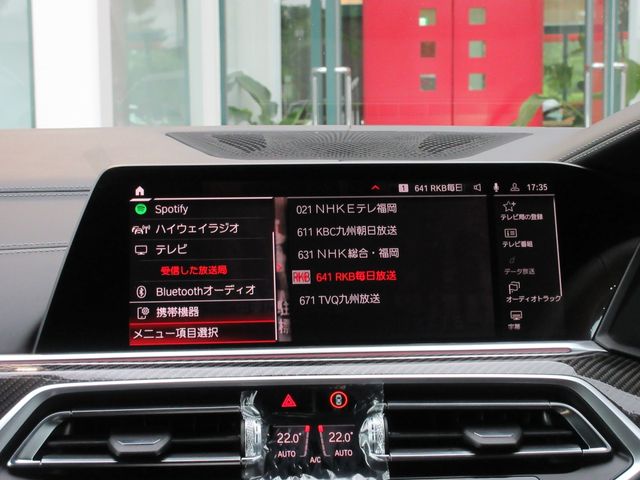 1 641 RKB毎日 17:35
Spotify
ハイウェイラジオ
テレビ
受信した放送局
Bluetoothオーディオ
携帯機器
メニュー項目選択
021 NHKEテレ福岡
611 KBC九州朝日放送
631 NHK総合・福岡
RKB 641 RKB毎日放送
671 TVQ九州放送
テレビ局の登録
テレビ番組
データ放送
オーディオトラック
字幕
22.0° 22.0°
AUTO A/C AUTO